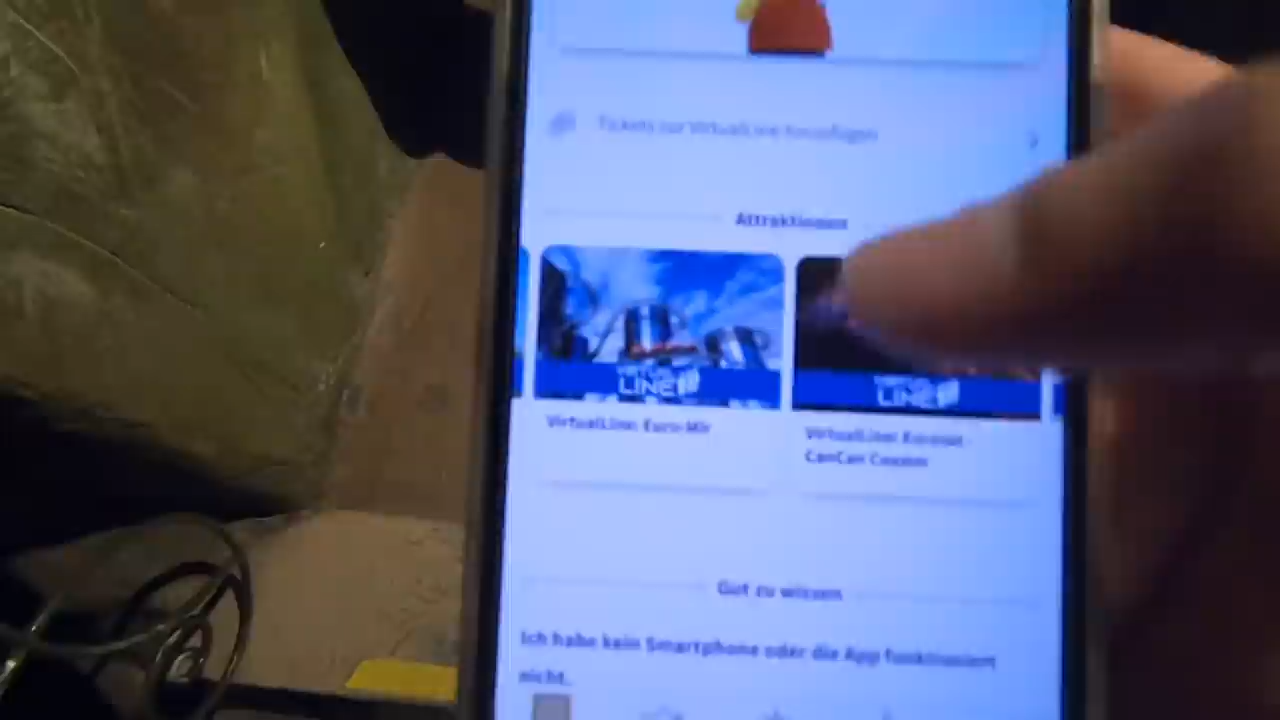 Tickets zur VirtualLine hinzufügen
Attraktionen
VIRTUAL
LINE
VIRTUAL
LINE
VirtualLine: Euro-Mir
VirtualLine: Eurosat -
CanCan Coaster
Gut zu wissen
Ich habe kein Smartphone oder die App funktioniert
nicht.